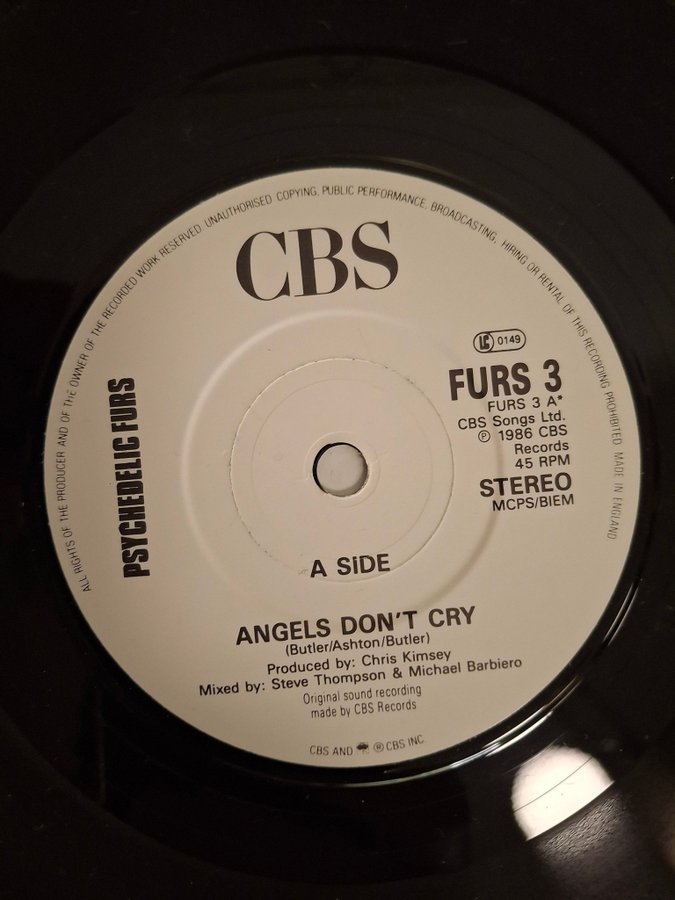 ALL RIGHTS OF THE PRODUCER AND OF THE OWNER OF THE RECORDED WORK RESERVED. UNAUTHORISED COPYING, PUBLIC PERFORMANCE, BROADCASTING, HIRING OR RENTAL OF THIS RECORDING PROHIBITED. MADE IN ENGLAND
CBS
LC 0149
PSYCHEDELIC FURS
FURS 3
FURS 3 A*
CBS Songs Ltd.
℗ 1986 CBS
Records
45 RPM
STEREO
MCPS/BIEM
A SiDE
ANGELS DON'T CRY
(Butler/Ashton/Butler)
Produced by: Chris Kimsey
Mixed by: Steve Thompson & Michael Barbiero
Original sound recording
made by CBS Records
CBS AND ® CBS INC.